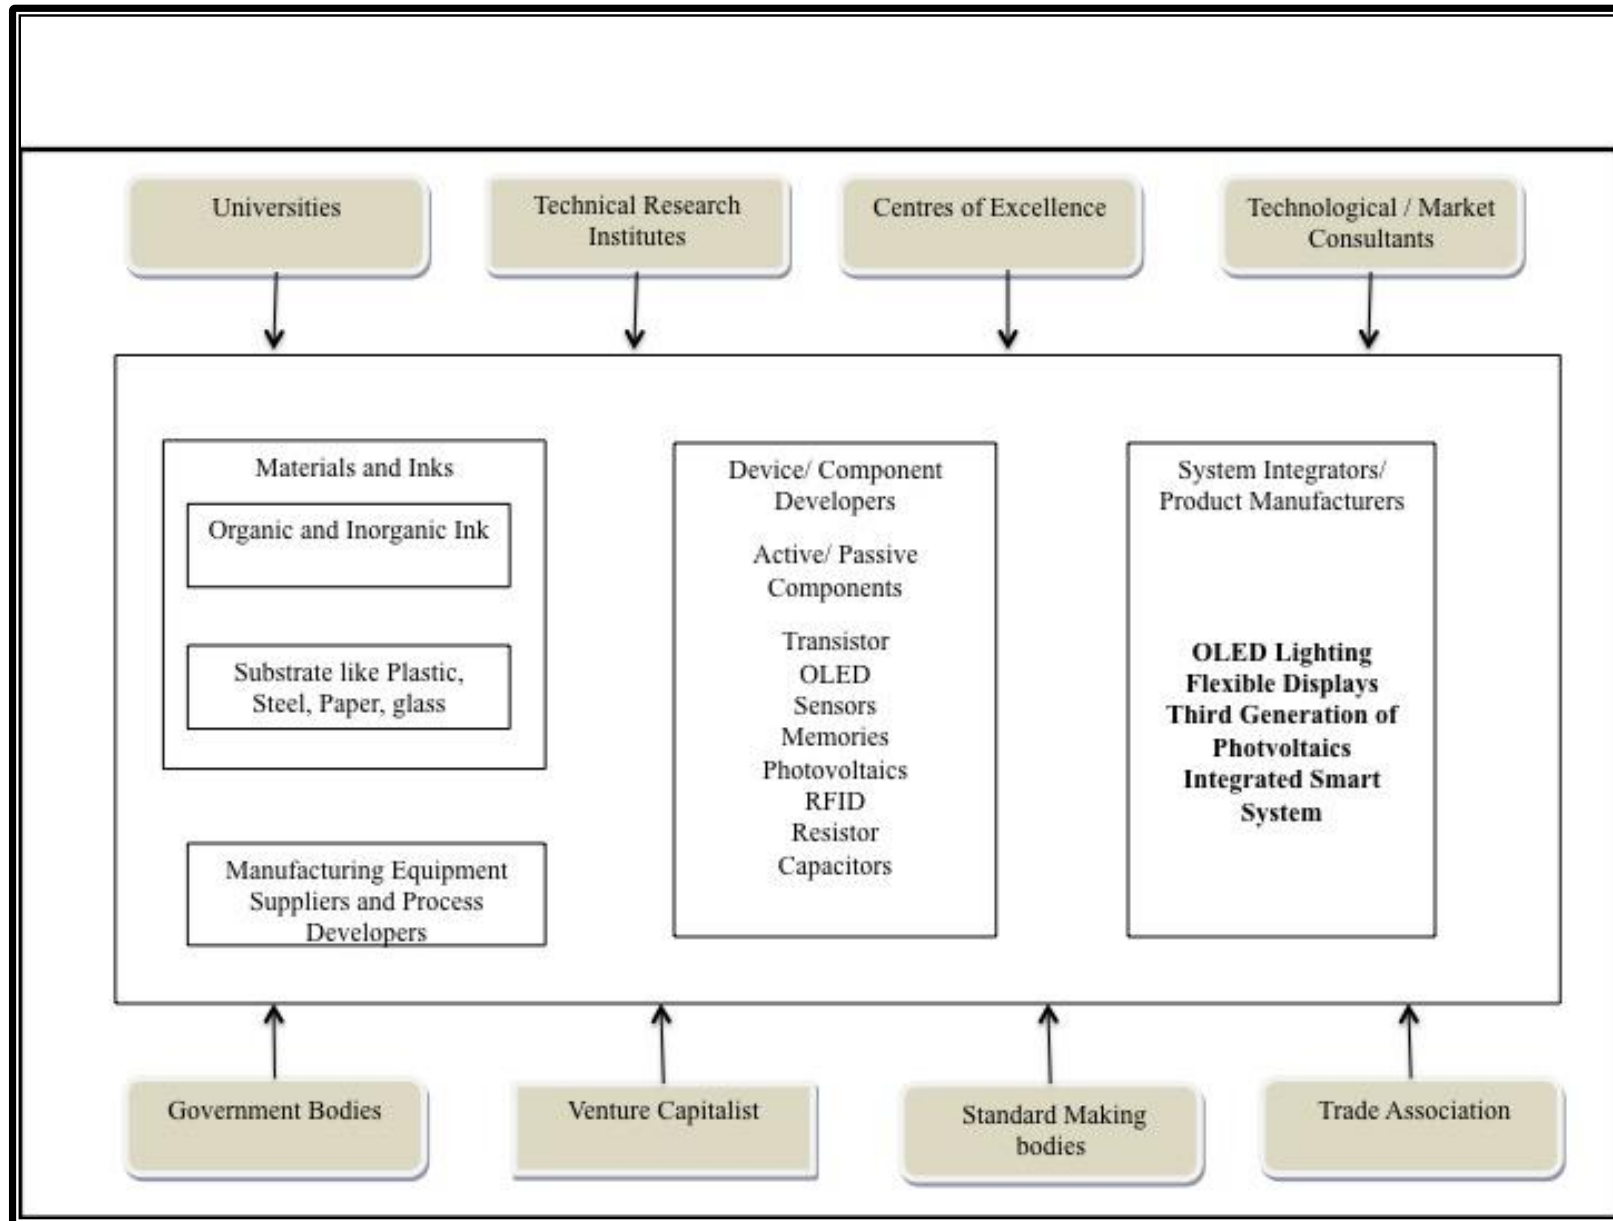 Universities
Technical Research
Institutes
Centres of Excellence
Technological / Market
Consultants
Materials and Inks
Organic and Inorganic Ink
Substrate like Plastic,
Steel, Paper, glass
Manufacturing Equipment
Suppliers and Process
Developers
Device/ Component
Developers
Active/ Passive
Components
Transistor
OLED
Sensors
Memories
Photovoltaics
RFID
Resistor
Capacitors
System Integrators/
Product Manufacturers
OLED Lighting
Flexible Displays
Third Generation of
Photvoltaics
Integrated Smart
System
Government Bodies
Venture Capitalist
Standard Making
bodies
Trade Association